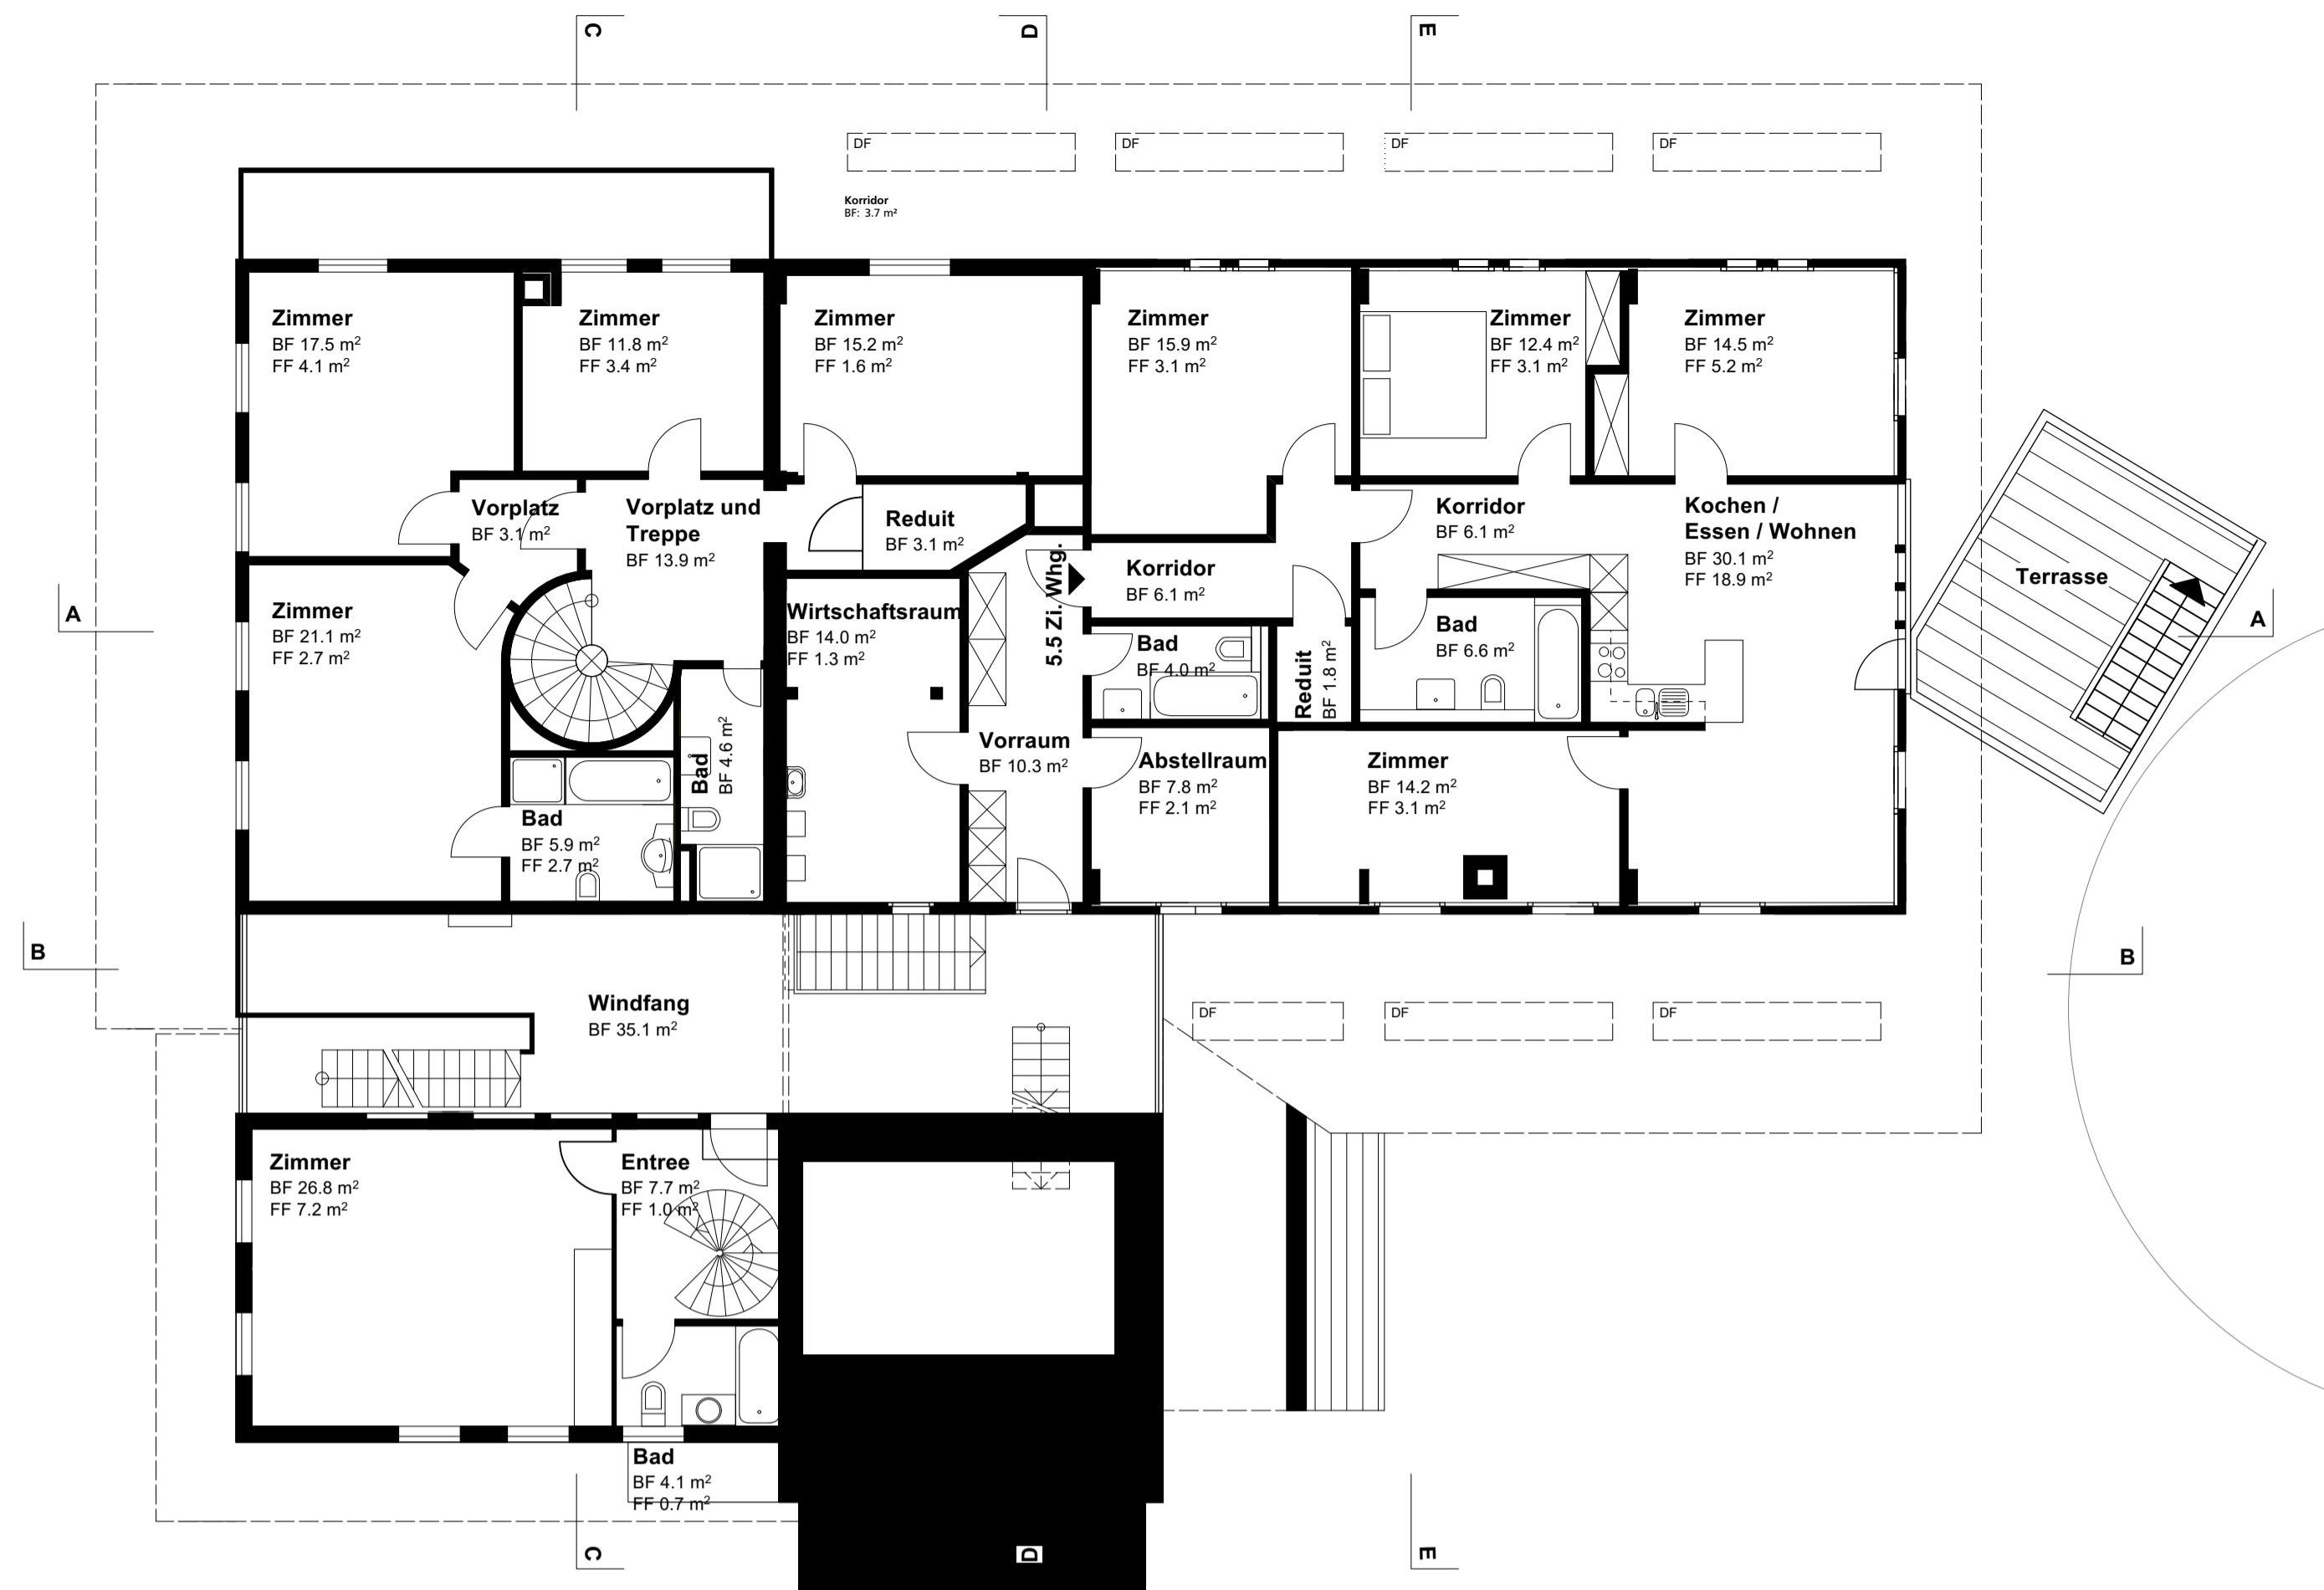 C
D
E
DF
DF
DF
DF
Korridor
BF: 3.7 m²
Zimmer
BF 17.5 m²
FF 4.1 m²
Zimmer
BF 11.8 m²
FF 3.4 m²
Zimmer
BF 15.2 m²
FF 1.6 m²
Zimmer
BF 15.9 m²
FF 3.1 m²
Zimmer
BF 12.4 m²
FF 3.1 m²
Zimmer
BF 14.5 m²
FF 5.2 m²
Vorplatz
BF 3.1 m²
Vorplatz und
Treppe
BF 13.9 m²
Reduit
BF 3.1 m²
Korridor
BF 6.1 m²
Kochen /
Essen / Wohnen
BF 30.1 m²
FF 18.9 m²
Terrasse
A
Zimmer
BF 21.1 m²
FF 2.7 m²
Wirtschaftsraum
BF 14.0 m²
FF 1.3 m²
5.5 Zi. Whg.
Korridor
BF 6.1 m²
Bad
BF 4.0 m²
Reduit
BF 1.8 m²
Bad
BF 6.6 m²
A
Bad
BF 4.6 m²
Vorraum
BF 10.3 m²
Abstellraum
BF 7.8 m²
FF 2.1 m²
Zimmer
BF 14.2 m²
FF 3.1 m²
Bad
BF 5.9 m²
FF 2.7 m²
B
B
Windfang
BF 35.1 m²
DF
DF
DF
Zimmer
BF 26.8 m²
FF 7.2 m²
Entree
BF 7.7 m²
FF 1.0 m²
Bad
BF 4.1 m²
FF 0.7 m²
C
D
E